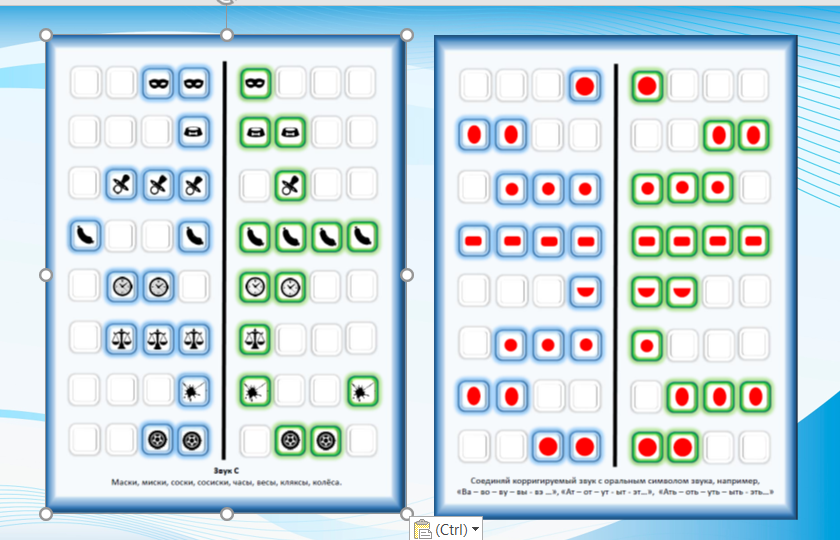 Звук С
Маски, миски, соски, сосиски, часы, весы, кляксы, колёса.
Соединяй корригируемый звук с оральным символом звука, например,
«Ва – во – ву – вы - вэ ...», «Ат – от – ут - ыт - эт...», «Ать – оть – уть – ыть - эть...»
(Ctrl)